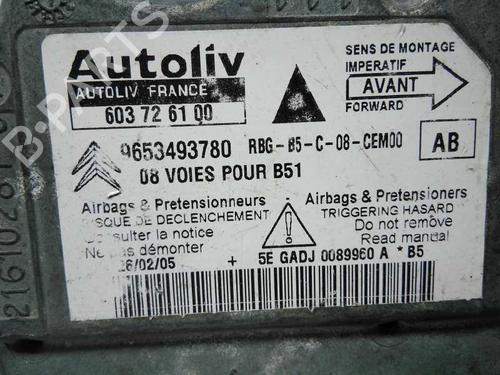 Autoliv
AUTOLIV FRANCE
603 72 61 00
SENS DE MONTAGE
IMPERATIF
AVANT
FORWARD
9653493780 RBG-B5-C-08-CEM00 AB
08 VOIES POUR B51
Airbags & Pretensionneurs
RISQUE DE DECLENCHEMENT
Consulter la notice
Ne pas démonter
Airbags & Pretensioners
TRIGGERING HASARD
Do not remove
Read manual
26/02/05 + 5E GADJ 0089960 A * B5
B-PARTS